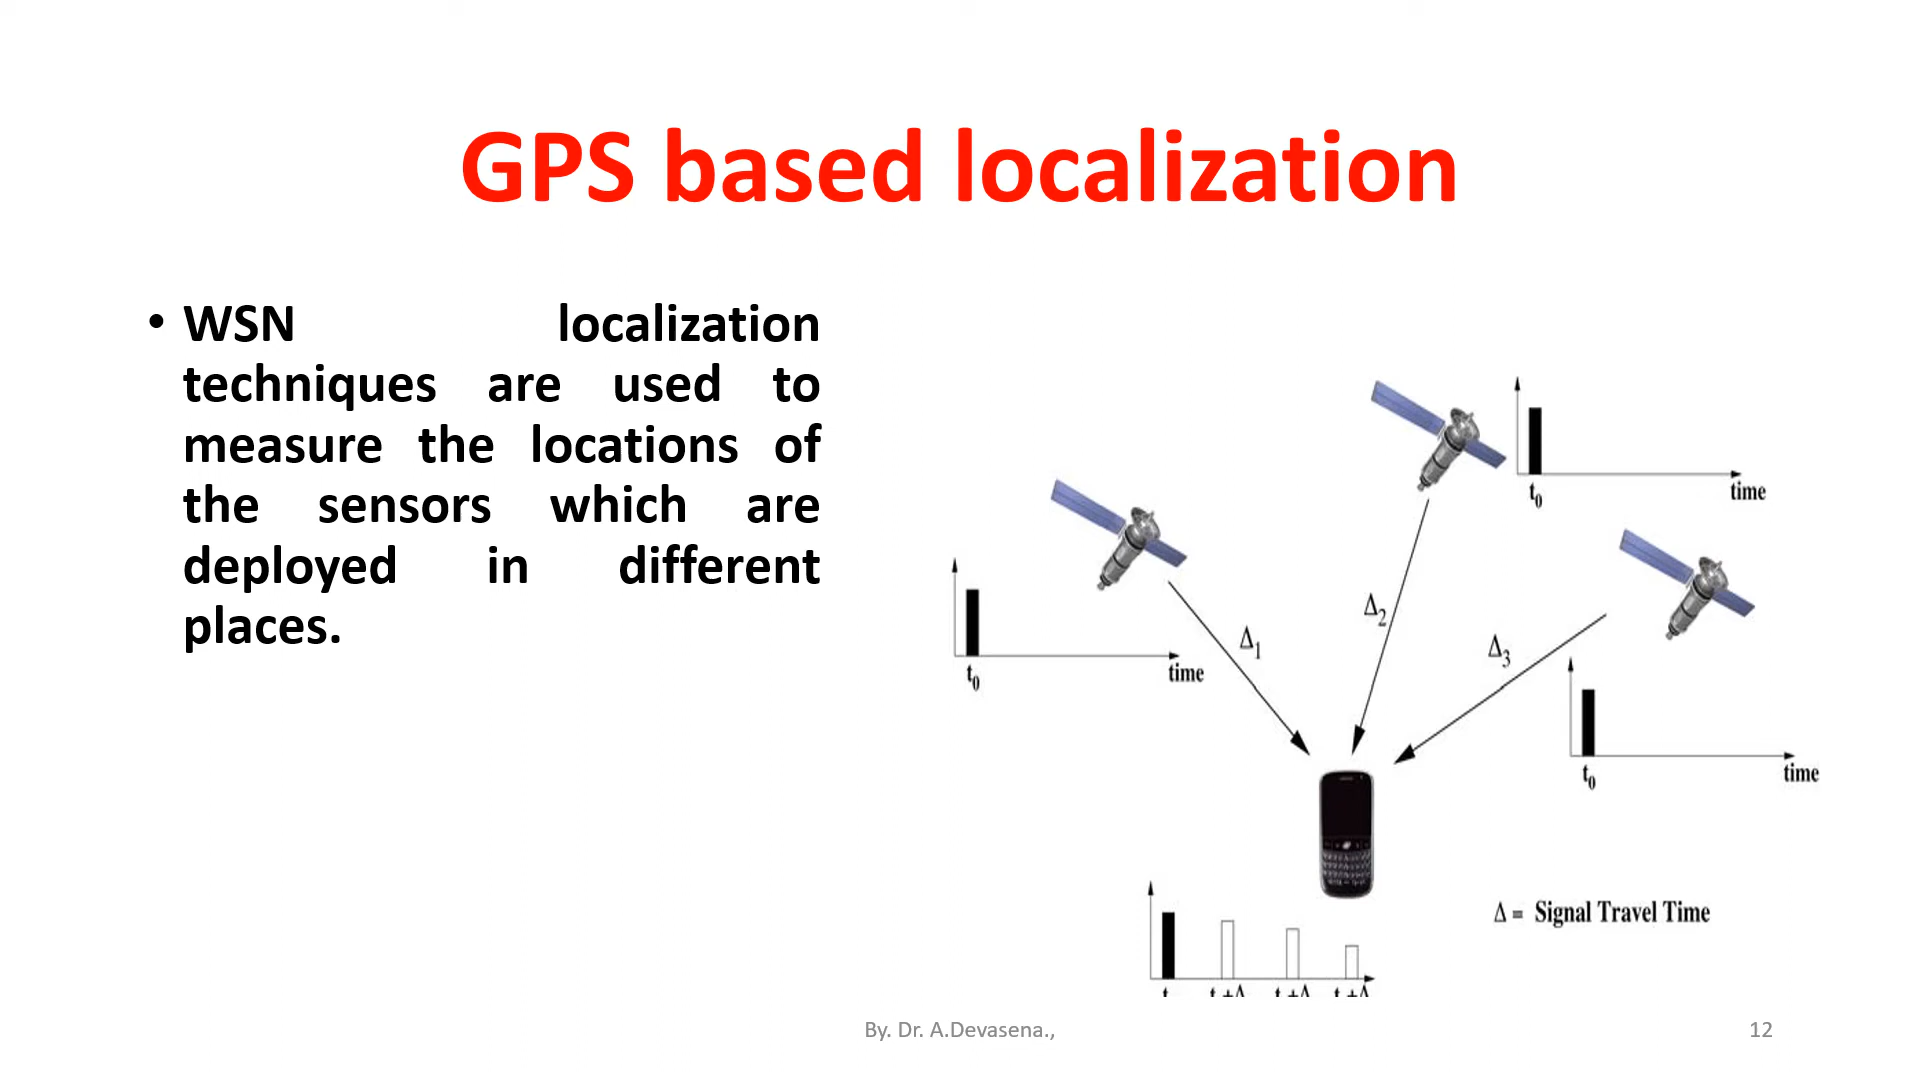 GPS based localization
• WSN localization
techniques are used to
measure the locations of
the sensors which are
deployed in different
places.
t0
time
t0
time
Δ1
Δ2
Δ3
t0
time
Δ = Signal Travel Time
By. Dr. A.Devasena.,
12